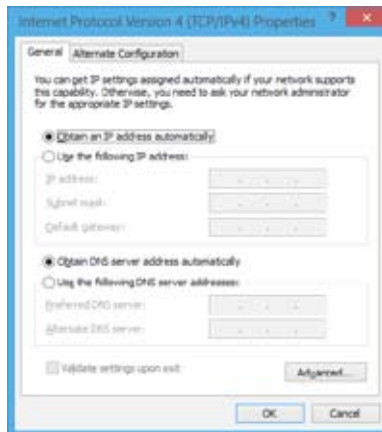 Internet Protocol Version 4 (TCP/IPv4) Properties
General
Alternate Configuration
You can get IP settings assigned automatically if your network supports
this capability. Otherwise, you need to ask your network administrator
for the appropriate IP settings.
Obtain an IP address automatically
Use the following IP address:
IP address:
Subnet mask:
Default gateway:
Obtain DNS server address automatically
Use the following DNS server addresses:
Preferred DNS server:
Alternate DNS server:
Validate settings upon exit
Advanced...
OK
Cancel